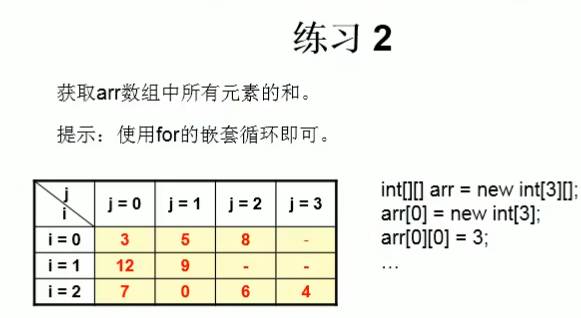 练习 2
获取arr数组中所有元素的和。
提示：使用for的嵌套循环即可。
j
i
j = 0 j = 1 j = 2 j = 3
i = 0 3 5 8 -
i = 1 12 9 - -
i = 2 7 0 6 4
int[][] arr = new int[3][];
arr[0] = new int[3];
arr[0][0] = 3;
…